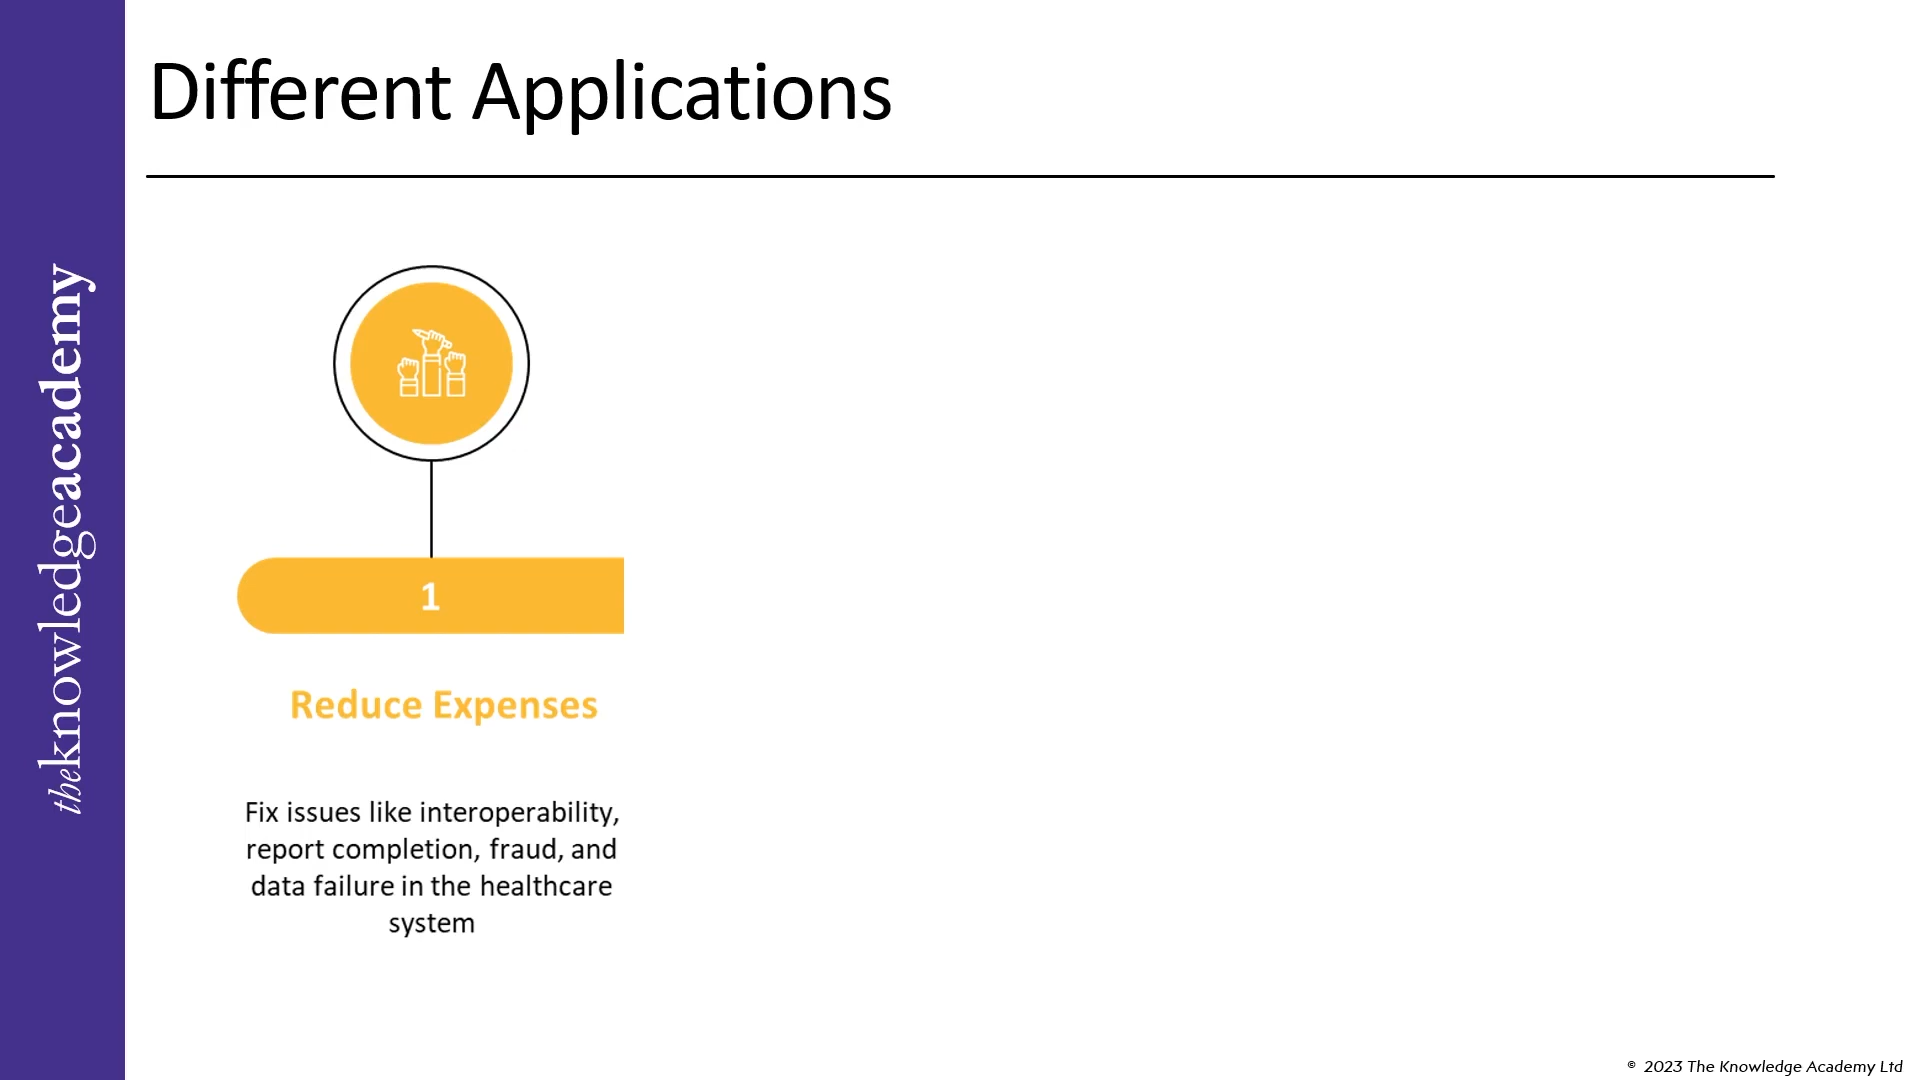 Different Applications
theknowledgeacademy
1
Reduce Expenses
Fix issues like interoperability,
report completion, fraud, and
data failure in the healthcare
system
© 2023 The Knowledge Academy Ltd